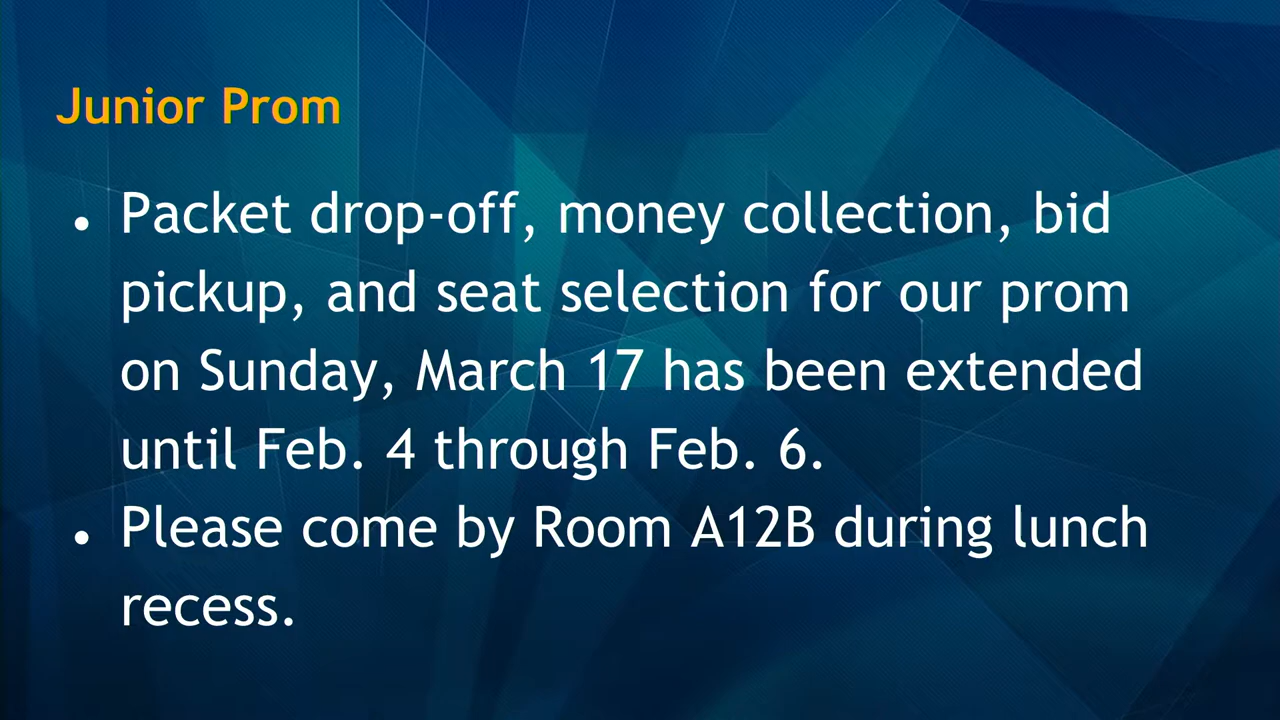 Junior Prom
• Packet drop-off, money collection, bid
pickup, and seat selection for our prom
on Sunday, March 17 has been extended
until Feb. 4 through Feb. 6.
• Please come by Room A12B during lunch
recess.